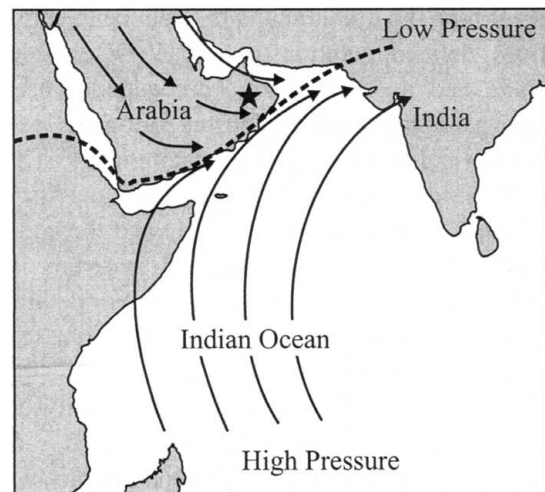 Low Pressure
Arabia
India
Indian Ocean
High Pressure